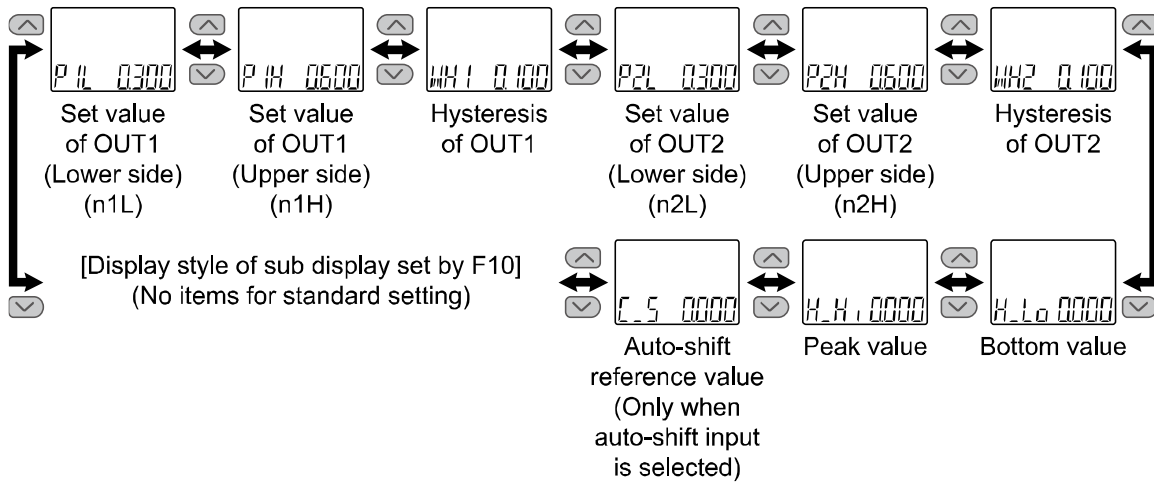 P1L 0.300
Set value
of OUT1
(Lower side)
(n1L)
P1H 0.600
Set value
of OUT1
(Upper side)
(n1H)
WH1 0.100
Hysteresis
of OUT1
P2L 0.300
Set value
of OUT2
(Lower side)
(n2L)
P2H 0.600
Set value
of OUT2
(Upper side)
(n2H)
WH2 0.100
Hysteresis
of OUT2
[Display style of sub display set by F10]
(No items for standard setting)
C_S 0.000
Auto-shift
reference value
(Only when
auto-shift input
is selected)
H_Hi 0.000
Peak value
H_Lo 0.000
Bottom value